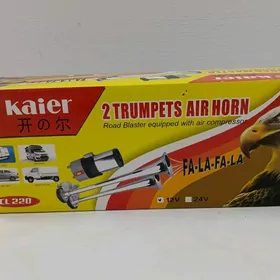 Kaier
开の尔
2 TRUMPETS AIR HORN
Road Blaster equipped with air compressor
FA-LA-FA-LA
CL 220
12V 24V